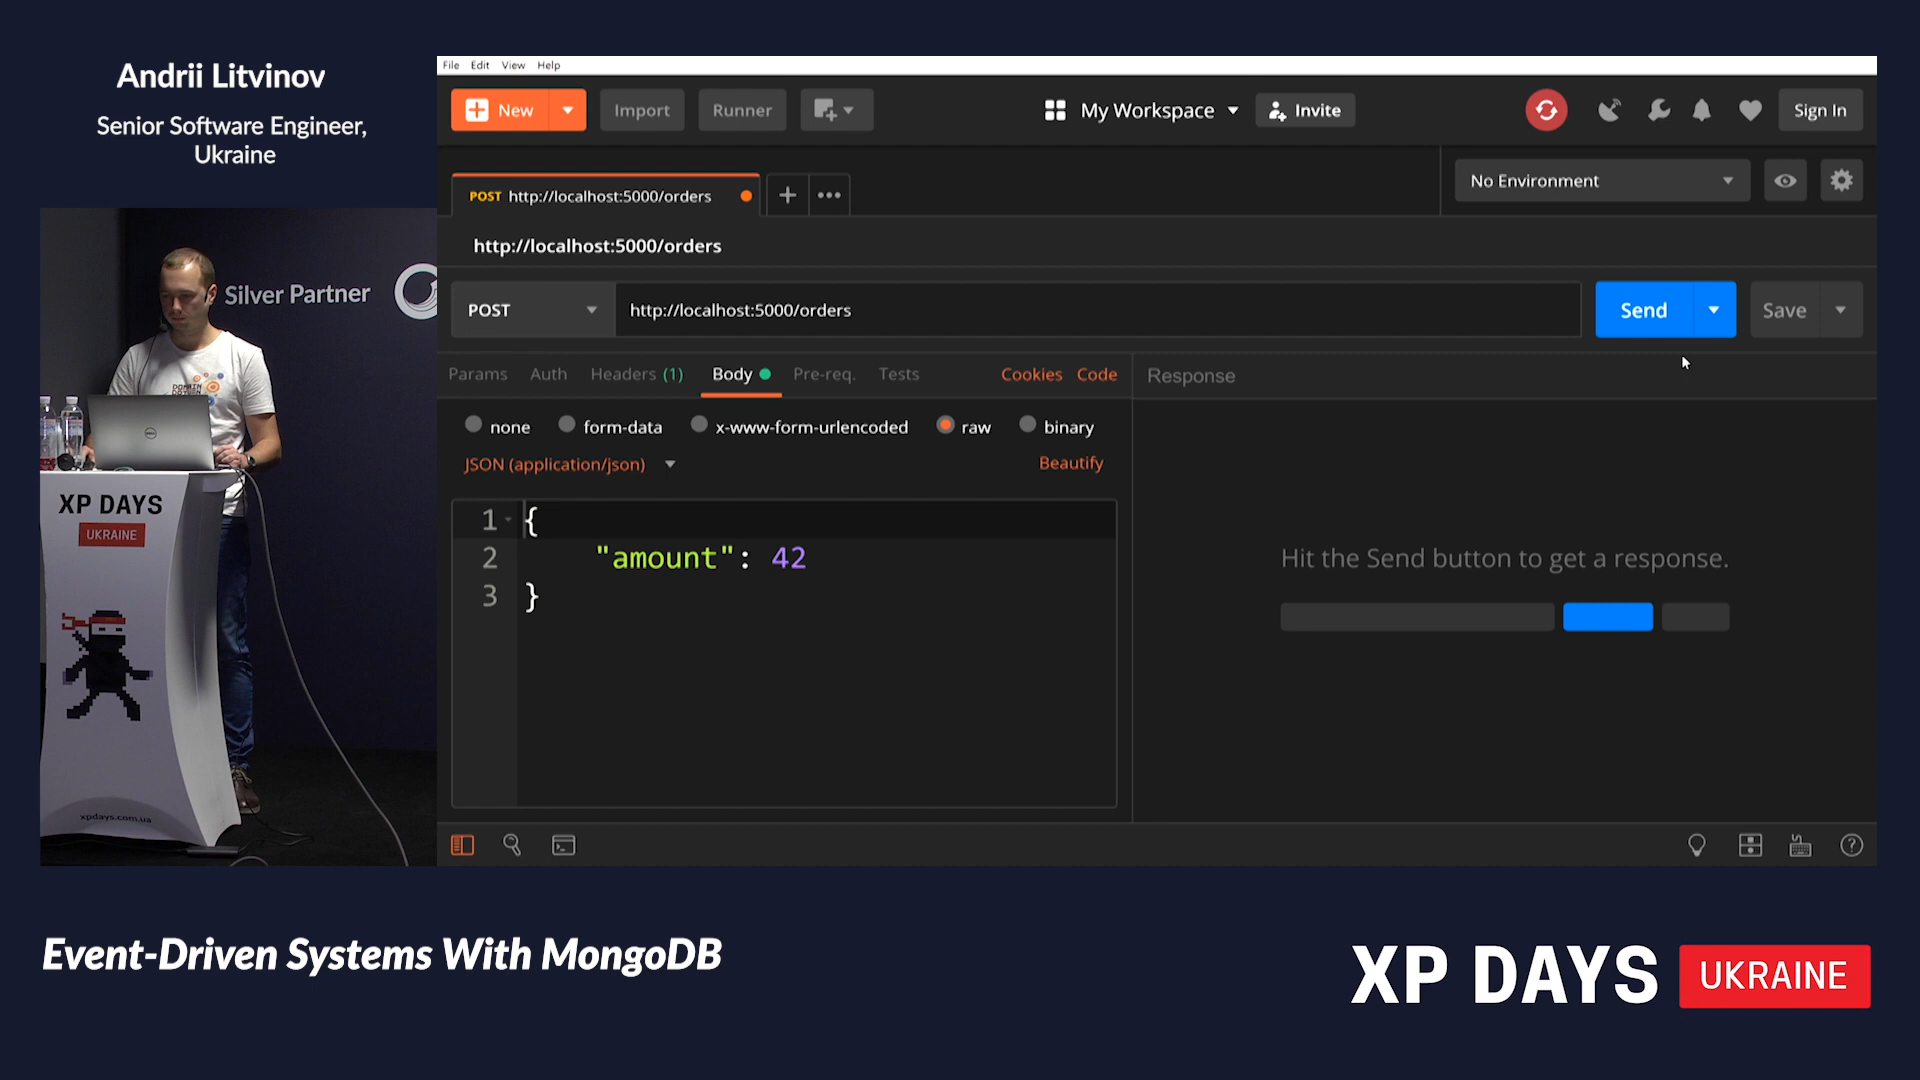 Andrii Litvinov
Senior Software Engineer,
Ukraine
Silver Partner
XP DAYS
UKRAINE
xpdays.com.ua
File Edit View Help
New Import Runner My Workspace Invite Sign In
POST http://localhost:5000/orders No Environment
http://localhost:5000/orders
POST http://localhost:5000/orders Send Save
Params Auth Headers (1) Body Pre-req. Tests Cookies Code Response
none form-data x-www-form-urlencoded raw binary
JSON (application/json) Beautify
1 {
2 "amount": 42
3 }
Hit the Send button to get a response.
Event-Driven Systems With MongoDB
XP DAYS UKRAINE